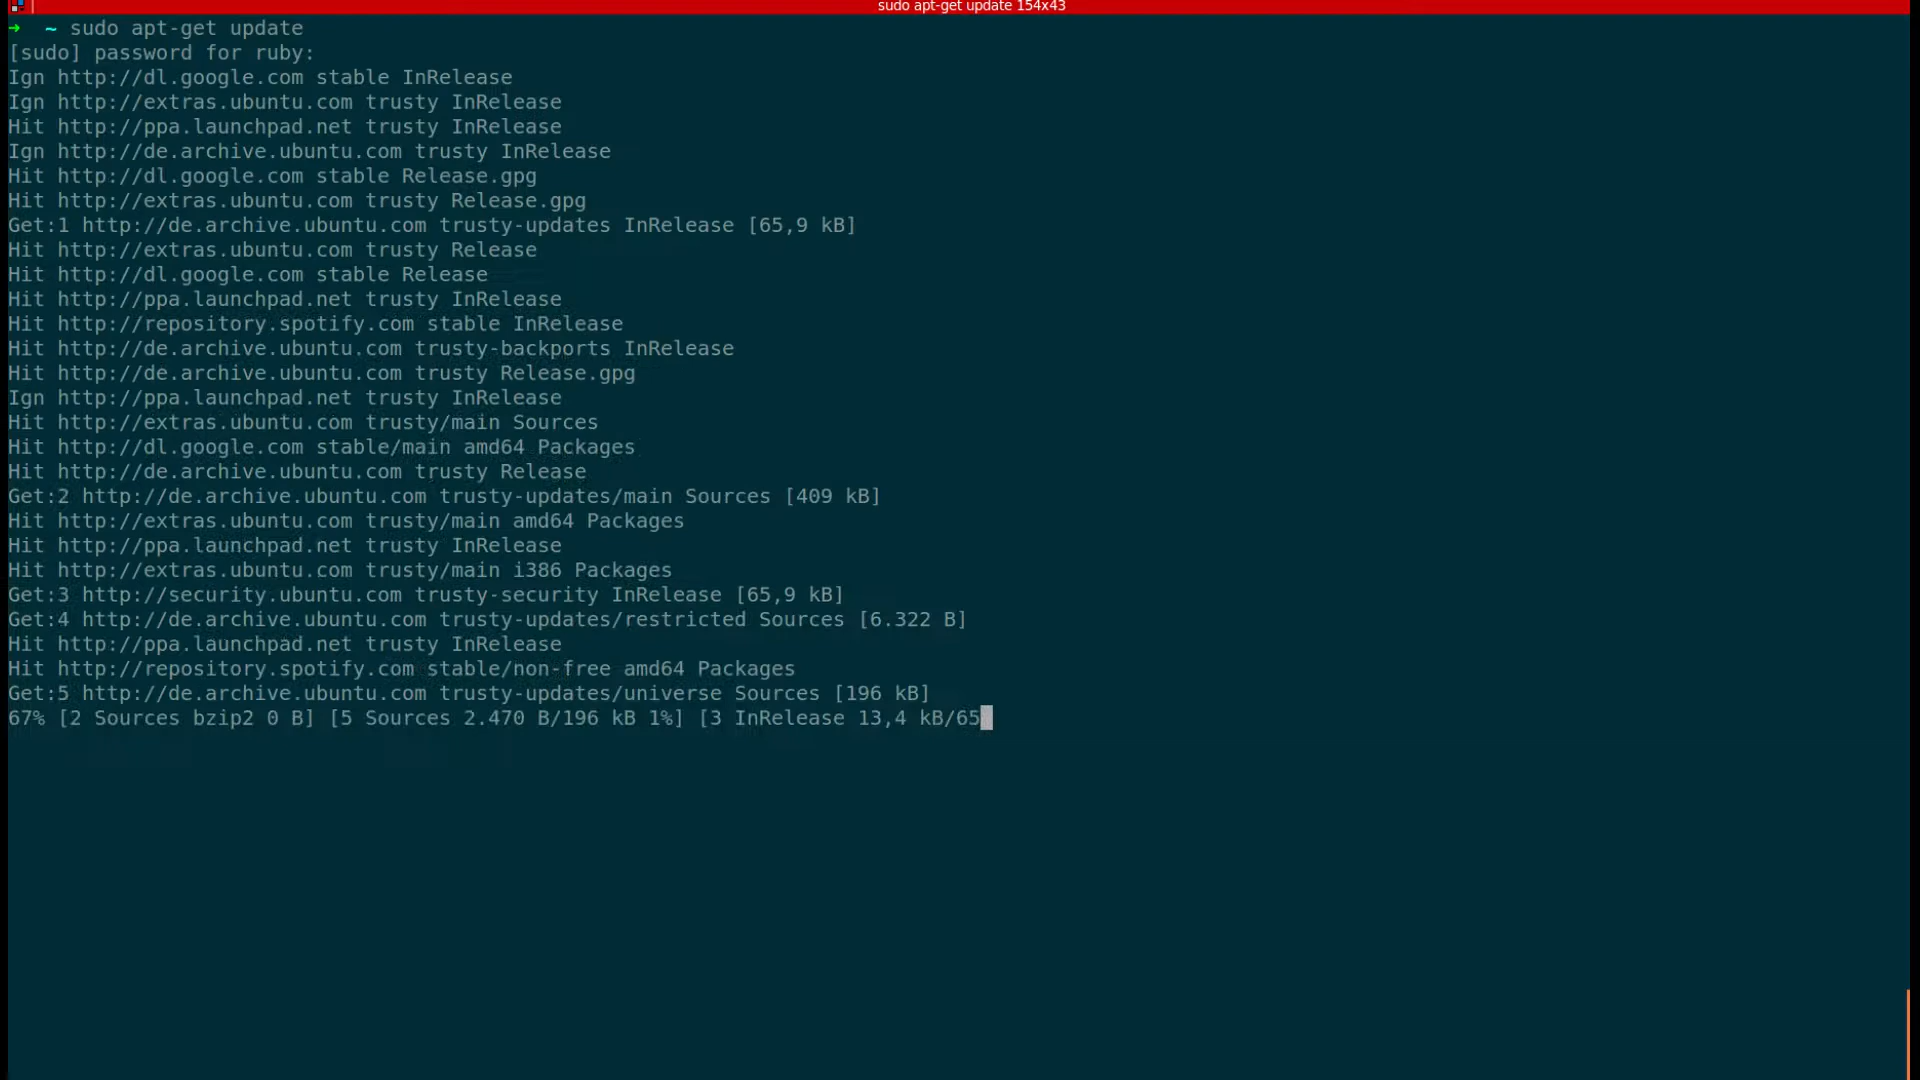 sudo apt-get update 154x43
➜  ~ sudo apt-get update
[sudo] password for ruby:
Ign http://dl.google.com stable InRelease
Ign http://extras.ubuntu.com trusty InRelease
Hit http://ppa.launchpad.net trusty InRelease
Ign http://de.archive.ubuntu.com trusty InRelease
Hit http://dl.google.com stable Release.gpg
Hit http://extras.ubuntu.com trusty Release.gpg
Get:1 http://de.archive.ubuntu.com trusty-updates InRelease [65,9 kB]
Hit http://extras.ubuntu.com trusty Release
Hit http://dl.google.com stable Release
Hit http://ppa.launchpad.net trusty InRelease
Hit http://repository.spotify.com stable InRelease
Hit http://de.archive.ubuntu.com trusty-backports InRelease
Hit http://de.archive.ubuntu.com trusty Release.gpg
Ign http://ppa.launchpad.net trusty InRelease
Hit http://extras.ubuntu.com trusty/main Sources
Hit http://dl.google.com stable/main amd64 Packages
Hit http://de.archive.ubuntu.com trusty Release
Get:2 http://de.archive.ubuntu.com trusty-updates/main Sources [409 kB]
Hit http://extras.ubuntu.com trusty/main amd64 Packages
Hit http://ppa.launchpad.net trusty InRelease
Hit http://extras.ubuntu.com trusty/main i386 Packages
Get:3 http://security.ubuntu.com trusty-security InRelease [65,9 kB]
Get:4 http://de.archive.ubuntu.com trusty-updates/restricted Sources [6.322 B]
Hit http://ppa.launchpad.net trusty InRelease
Hit http://repository.spotify.com stable/non-free amd64 Packages
Get:5 http://de.archive.ubuntu.com trusty-updates/universe Sources [196 kB]
67% [2 Sources bzip2 0 B] [5 Sources 2.470 B/196 kB 1%] [3 InRelease 13,4 kB/65